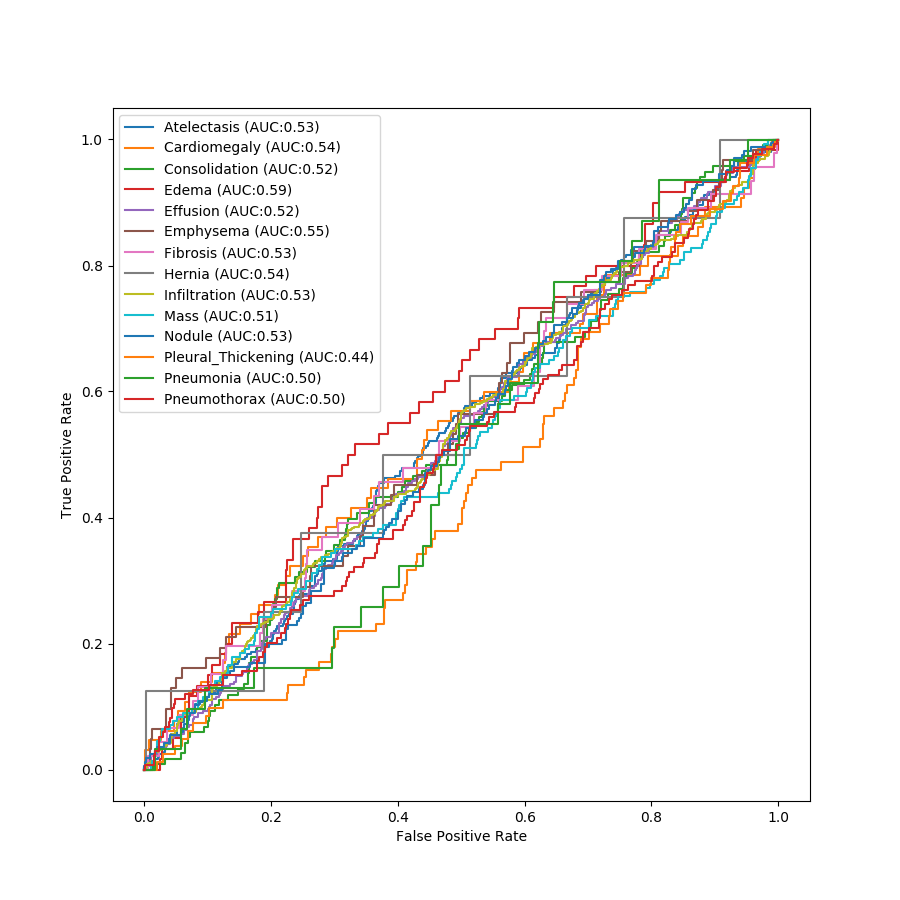 Atelectasis (AUC:0.53)
Cardiomegaly (AUC:0.54)
Consolidation (AUC:0.52)
Edema (AUC:0.59)
Effusion (AUC:0.52)
Emphysema (AUC:0.55)
Fibrosis (AUC:0.53)
Hernia (AUC:0.54)
Infiltration (AUC:0.53)
Mass (AUC:0.51)
Nodule (AUC:0.53)
Pleural_Thickening (AUC:0.44)
Pneumonia (AUC:0.50)
Pneumothorax (AUC:0.50)
1.0
0.8
0.6
0.4
0.2
0.0
True Positive Rate
0.0 0.2 0.4 0.6 0.8 1.0
False Positive Rate